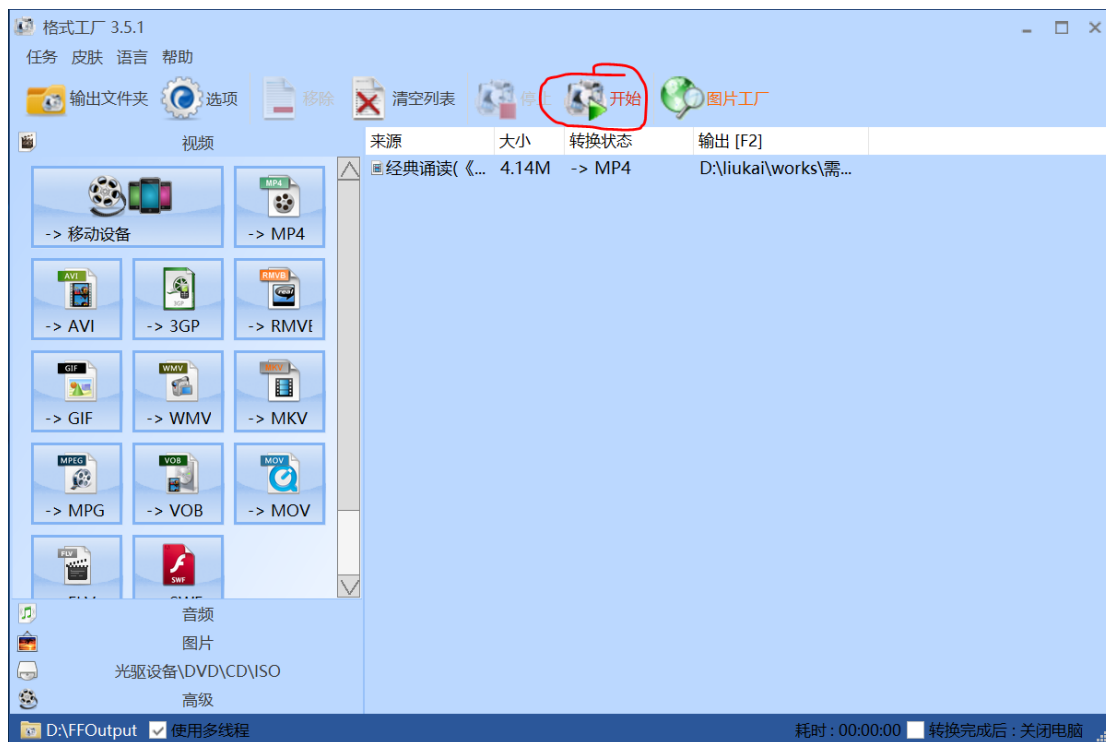 格式工厂 3.5.1
任务 皮肤 语言 帮助
输出文件夹 选项 移除 清空列表 停止 开始 图片工厂
视频
来源 大小 转换状态 输出 [F2]
经典诵读(《... 4.14M -> MP4 D:\liukai\works\需...
MP4
-> 移动设备 -> MP4
AVI 3GP RMVB real
-> AVI -> 3GP -> RMVE
GIF WMV MKV
-> GIF -> WMV -> MKV
MPEG VOB MOV
-> MPG -> VOB -> MOV
FLV SWF
音频
图片
光驱设备\DVD\CD\ISO
高级
D:\FFOutput 使用多线程 耗时 : 00:00:00 转换完成后 : 关闭电脑